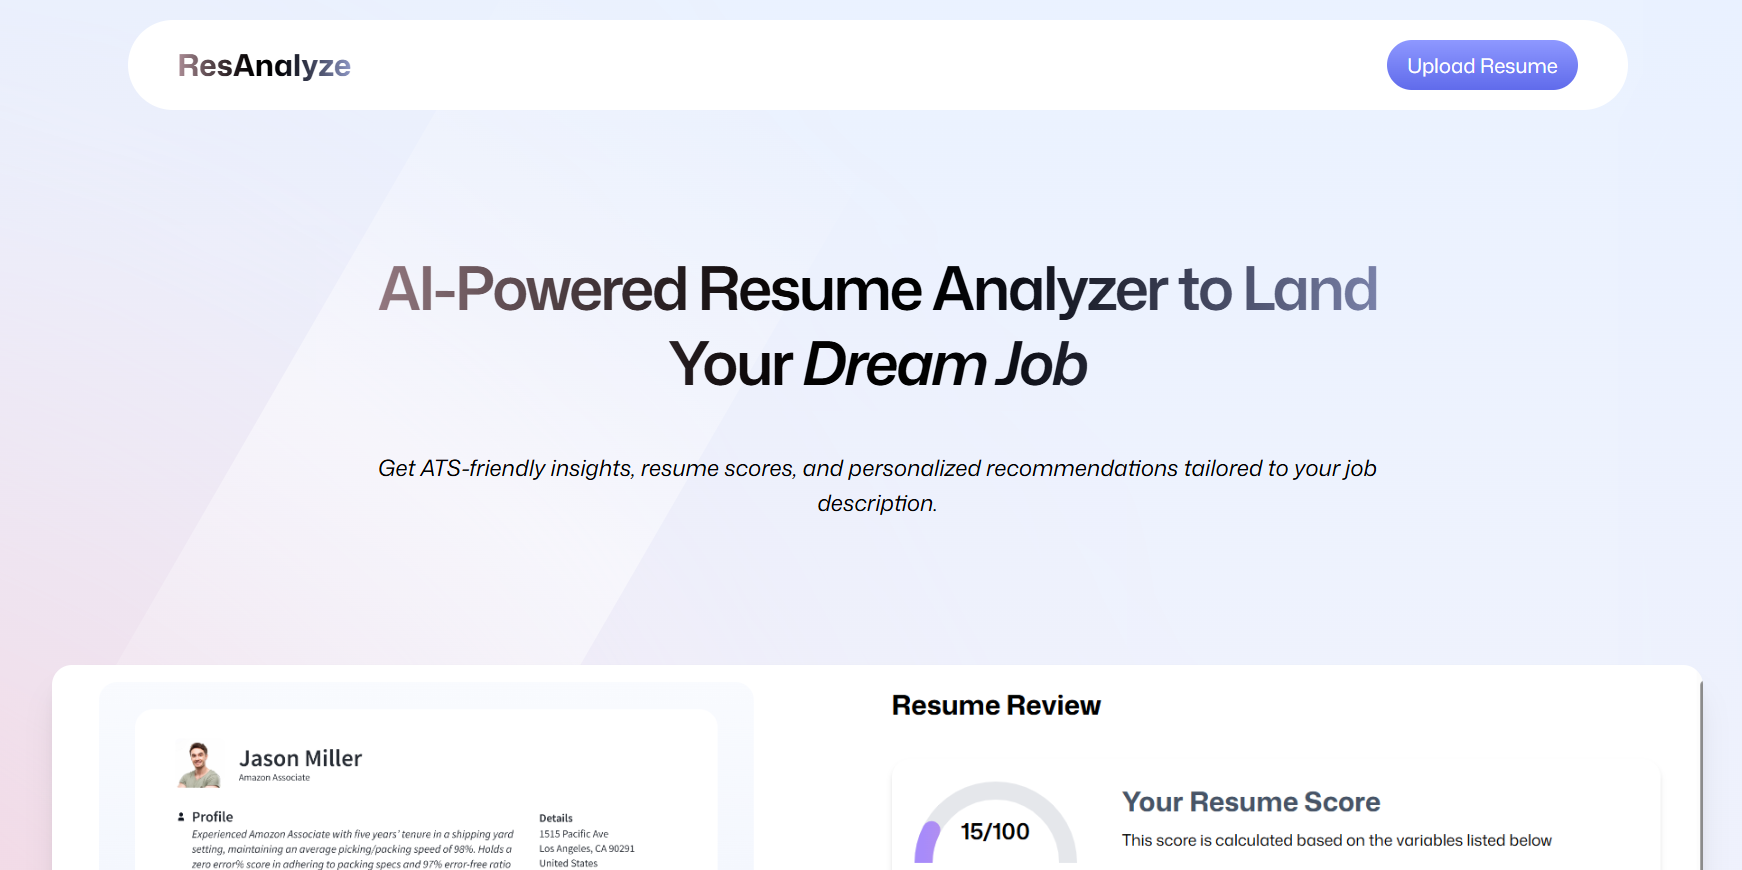 ResAnalyze
Upload Resume
AI-Powered Resume Analyzer to Land
Your Dream Job
Get ATS-friendly insights, resume scores, and personalized recommendations tailored to your job
description.
Jason Miller
Amazon Associate
Profile
Experienced Amazon Associate with five years' tenure in a shipping yard
setting, maintaining an average picking/packing speed of 98%. Holds a
zero error% score in adhering to packing specs and 97% error-free ratio
Details
1515 Pacific Ave
Los Angeles, CA 90291
United States
Resume Review
15/100
Your Resume Score
This score is calculated based on the variables listed below